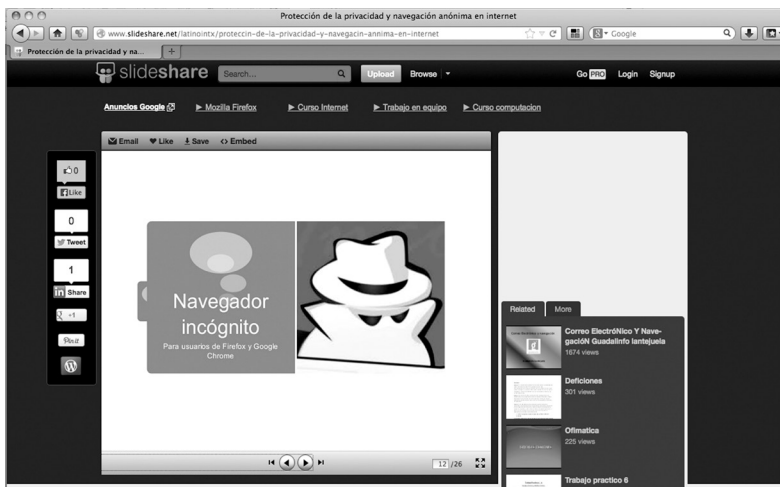 Protección de la privacidad y navegación anónima en internet
www.slideshare.net/latinointx/proteccin-de-la-privacidad-y-navegacin-annima-en-internet
Google
Protección de la privacidad y na...
slideshare
Search...
Upload
Browse
Go PRO
Login
Signup
Anuncios Google
Mozilla Firefox
Curso Internet
Trabajo en equipo
Curso computacion
Email
Like
Save
Embed
0
Like
0
Tweet
1
in Share
+1
Pin it
Navegador
incógnito
Para usuarios de Firefox y Google
Chrome
12 /26
Related
More
Correo ElectróNico Y Nave-
gacióN Guadalinfo lantejuela
1674 views
Deficiones
301 views
Ofimatica
225 views
Trabajo practico 6